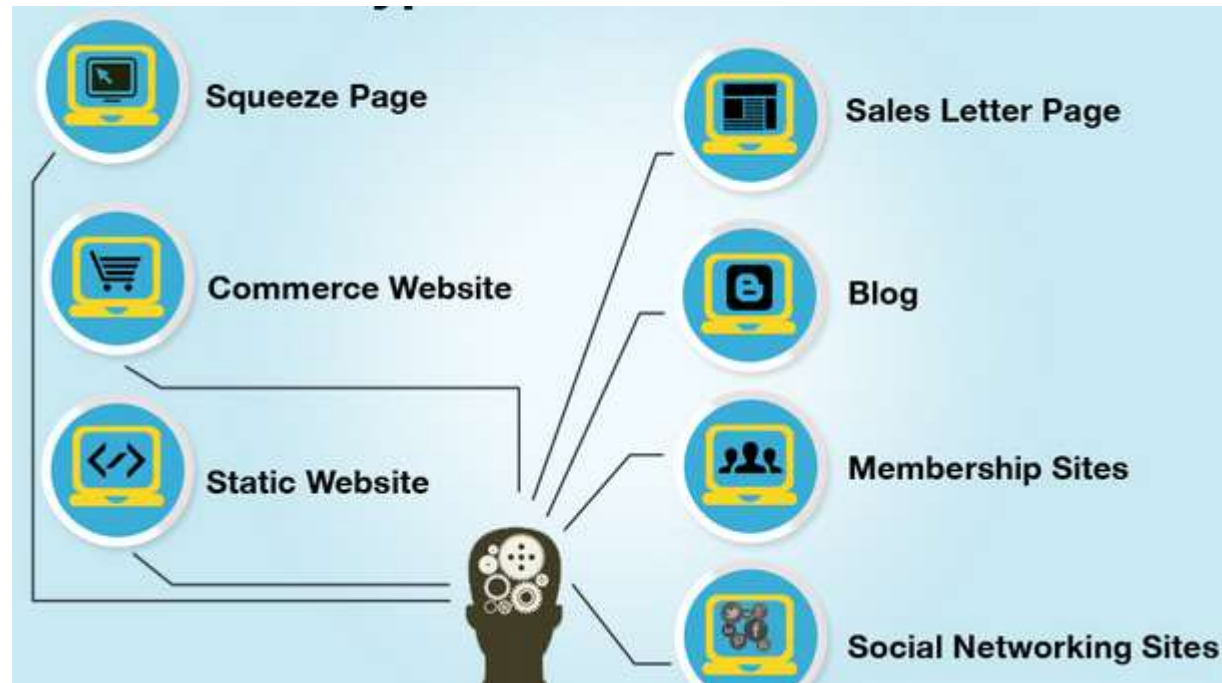 Squeeze Page
Commerce Website
Static Website
Sales Letter Page
Blog
Membership Sites
Social Networking Sites